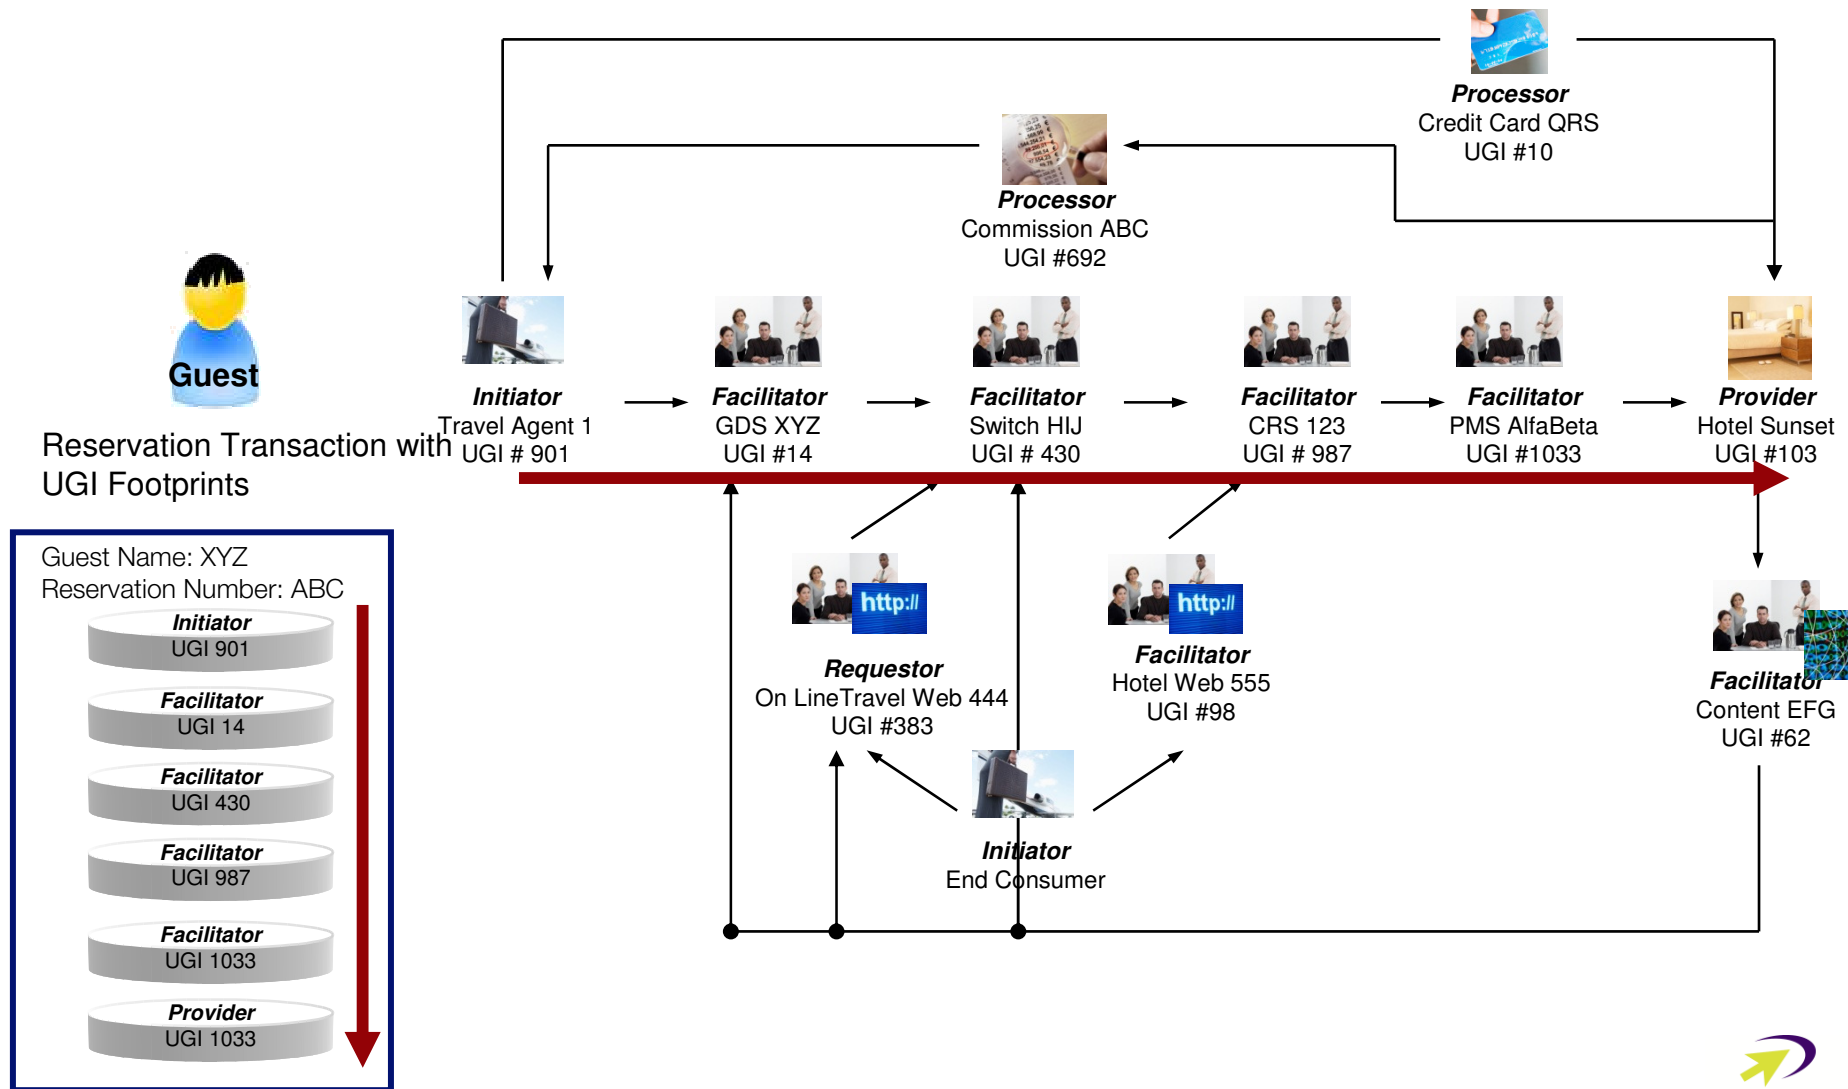 Processor
Credit Card QRS
UGI #10
Processor
Commission ABC
UGI #692
Guest
Reservation Transaction with
UGI Footprints
Initiator
Travel Agent 1
UGI # 901
Facilitator
GDS XYZ
UGI #14
Facilitator
Switch HIJ
UGI # 430
Facilitator
CRS 123
UGI # 987
Facilitator
PMS AlfaBeta
UGI #1033
Provider
Hotel Sunset
UGI #103
Guest Name: XYZ
Reservation Number: ABC
Initiator
UGI 901
Facilitator
UGI 14
Facilitator
UGI 430
Facilitator
UGI 987
Facilitator
UGI 1033
Provider
UGI 1033
http://
Requestor
On LineTravel Web 444
UGI #383
http://
Facilitator
Hotel Web 555
UGI #98
Facilitator
Content EFG
UGI #62
Initiator
End Consumer